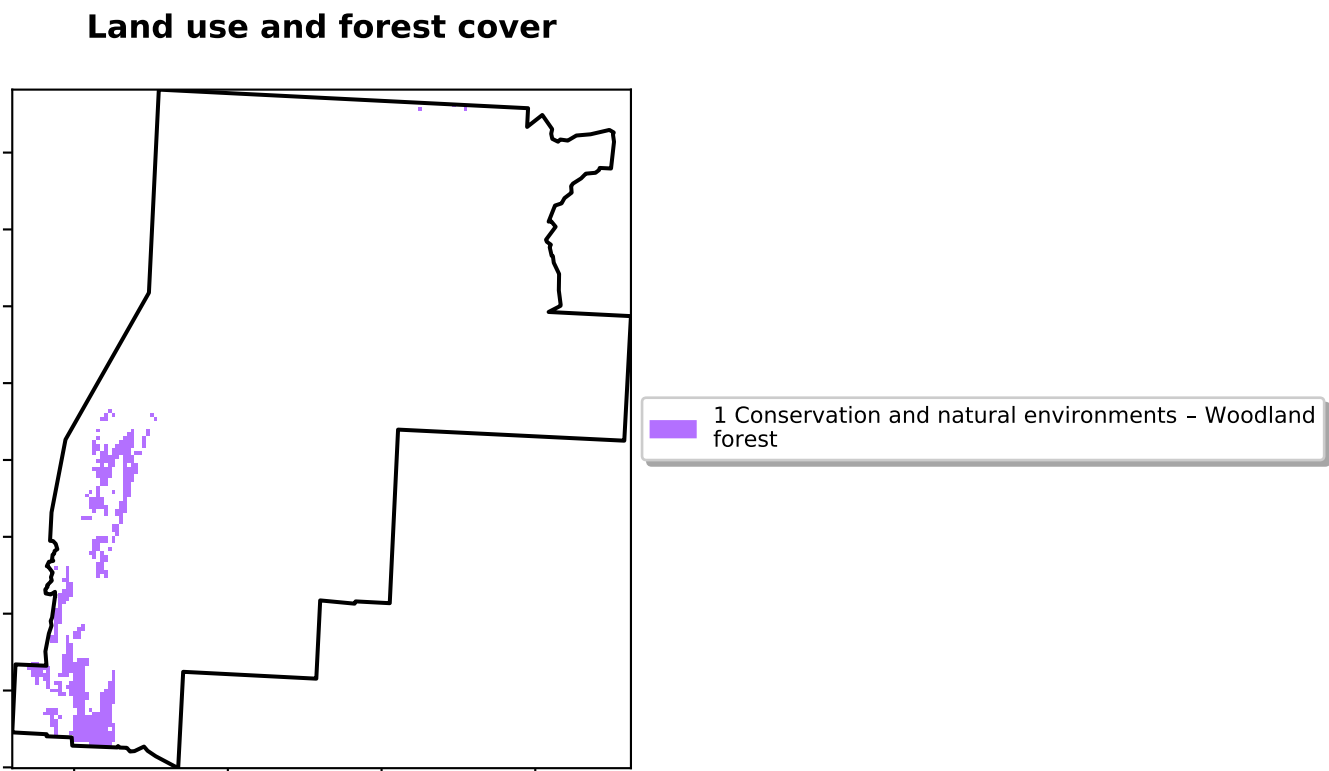 Land use and forest cover
1 Conservation and natural environments – Woodland
forest